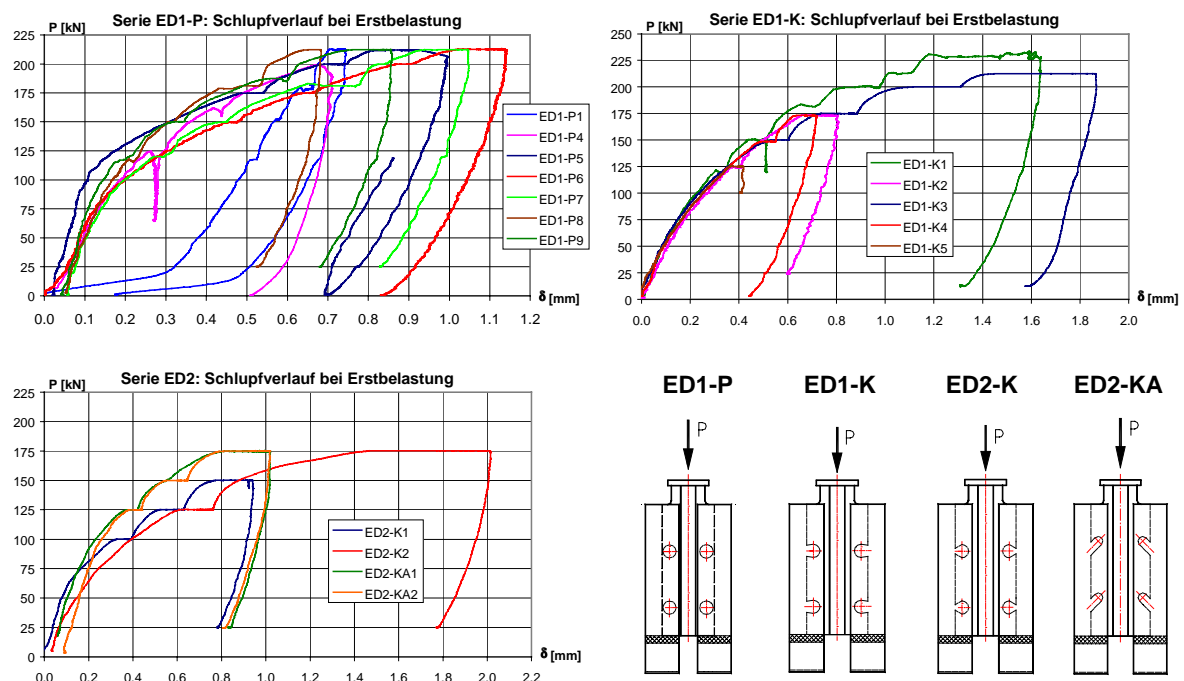 Serie ED1-P: Schlupfverlauf bei Erstbelastung
P [kN]
225
200
175
150
125
100
75
50
25
0
0.0 0.1 0.2 0.3 0.4 0.5 0.6 0.7 0.8 0.9 1.0 1.1 1.2
δ [mm]
ED1-P1
ED1-P4
ED1-P5
ED1-P6
ED1-P7
ED1-P8
ED1-P9
Serie ED1-K: Schlupfverlauf bei Erstbelastung
P [kN]
250
225
200
175
150
125
100
75
50
25
0
0.0 0.4 0.6 0.8 1.0 1.2 1.4 1.6 1.8 2.0
δ [mm]
ED1-K1
ED1-K2
ED1-K3
ED1-K4
ED1-K5
Serie ED2: Schlupfverlauf bei Erstbelastung
P [kN]
225
200
175
150
125
100
75
50
25
0
0.0 0.2 0.4 0.6 0.8 1.0 1.2 1.4 1.6 1.8 2.0 2.2
δ [mm]
ED2-K1
ED2-K2
ED2-KA1
ED2-KA2
ED1-P ED1-K ED2-K ED2-KA
P P P P